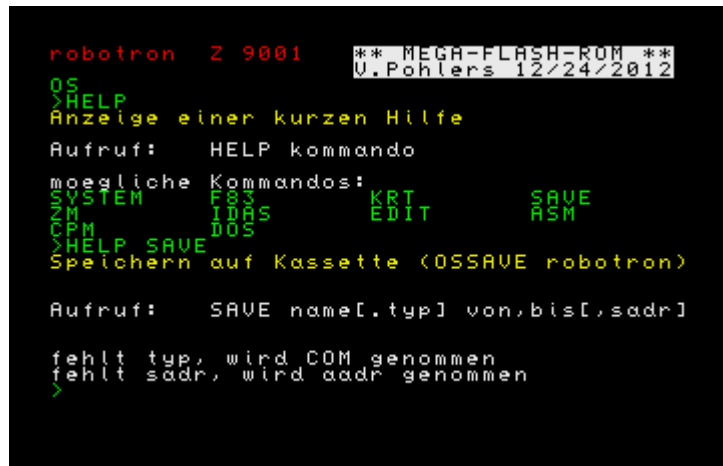 robotron  Z 9001    ** MEGA-FLASH-ROM **
V.Pohlers 12/24/2012
OS
>HELP
Anzeige einer kurzen Hilfe
Aufruf:   HELP kommando
moegliche Kommandos:
SYSTEM    F83       KRT       SAVE
ZM        IDAS      EDIT      ASM
CPM       DOS
>HELP SAVE
Speichern auf Kassette (OSSAVE robotron)
Aufruf:   SAVE name[.typ] von,bis[,sadr]
fehlt typ, wird COM genommen
fehlt sadr, wird aadr genommen
>